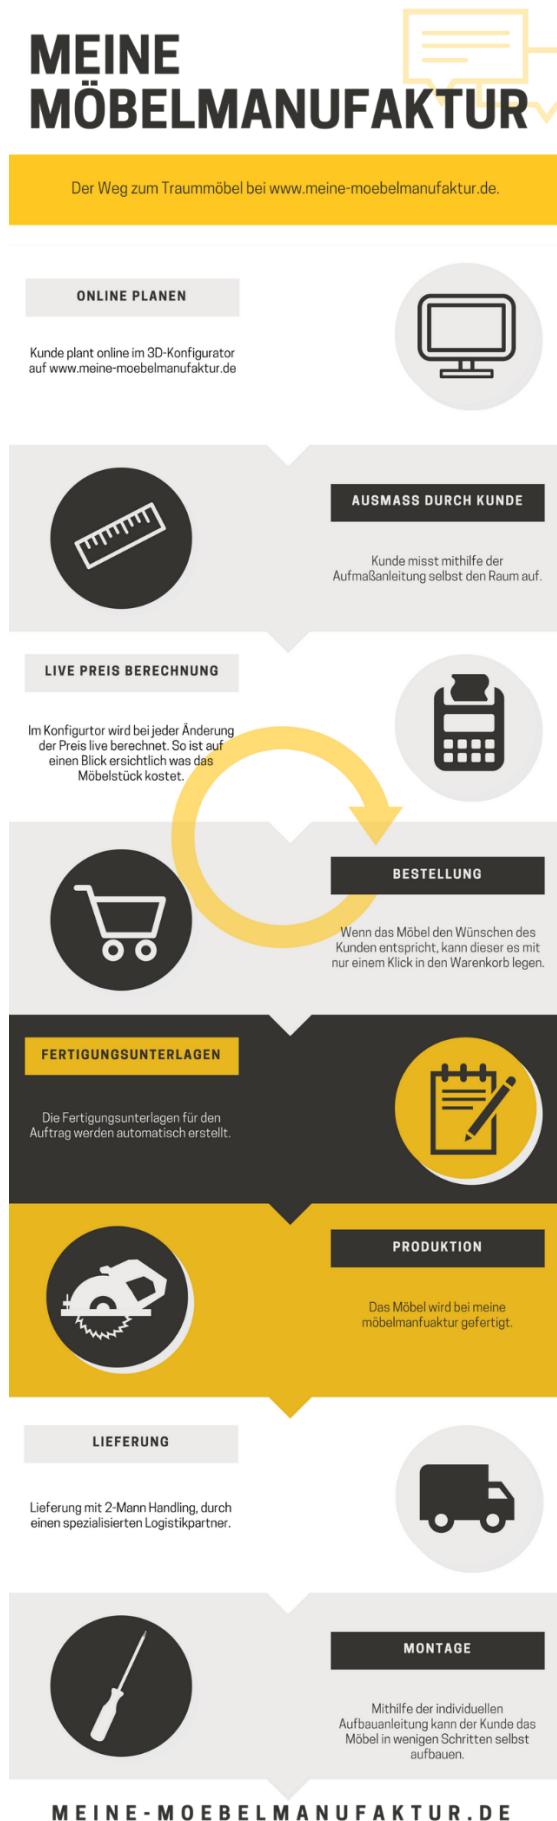 MEINE
MÖBELMANUFAKTUR
Der Weg zum Traummöbel bei www.meine-moebelmanufaktur.de.
ONLINE PLANEN
Kunde plant online im 3D-Konfigurator
auf www.meine-moebelmanufaktur.de
AUSMASS DURCH KUNDE
Kunde misst mithilfe der
Aufmaßanleitung selbst den Raum auf.
LIVE PREIS BERECHNUNG
Im Konfigurtor wird bei jeder Änderung
der Preis live berechnet. So ist auf
einen Blick ersichtlich was das
Möbelstück kostet.
BESTELLUNG
Wenn das Möbel den Wünschen des
Kunden entspricht, kann dieser es mit
nur einem Klick in den Warenkorb legen.
FERTIGUNGSUNTERLAGEN
Die Fertigungsunterlagen für den
Auftrag werden automatisch erstellt.
PRODUKTION
Das Möbel wird bei meine
möbelmanfuaktur gefertigt.
LIEFERUNG
Lieferung mit 2-Mann Handling, durch
einen spezialisierten Logistikpartner.
MONTAGE
Mithilfe der individuellen
Aufbauanleitung kann der Kunde das
Möbel in wenigen Schritten selbst
aufbauen.
MEINE-MOEBELMANUFAKTUR.DE